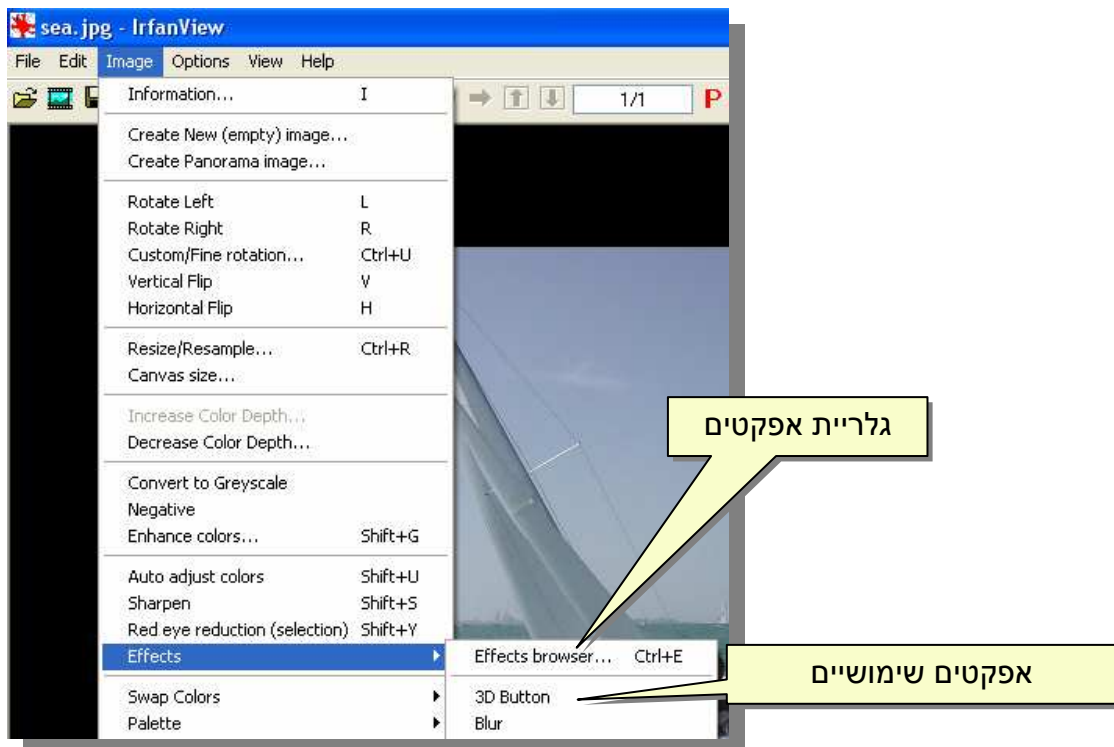 sea.jpg - IrfanView
File Edit Image Options View Help
1/1 P
Information... I
Create New (empty) image...
Create Panorama image...
Rotate Left L
Rotate Right R
Custom/Fine rotation... Ctrl+U
Vertical Flip V
Horizontal Flip H
Resize/Resample... Ctrl+R
Canvas size...
Increase Color Depth...
Decrease Color Depth...
גלריית אפקטים
Convert to Greyscale
Negative
Enhance colors... Shift+G
Auto adjust colors Shift+U
Sharpen Shift+S
Red eye reduction (selection) Shift+Y
Effects
Effects browser... Ctrl+E
אפקטים שימושיים
Swap Colors
3D Button
Palette
Blur